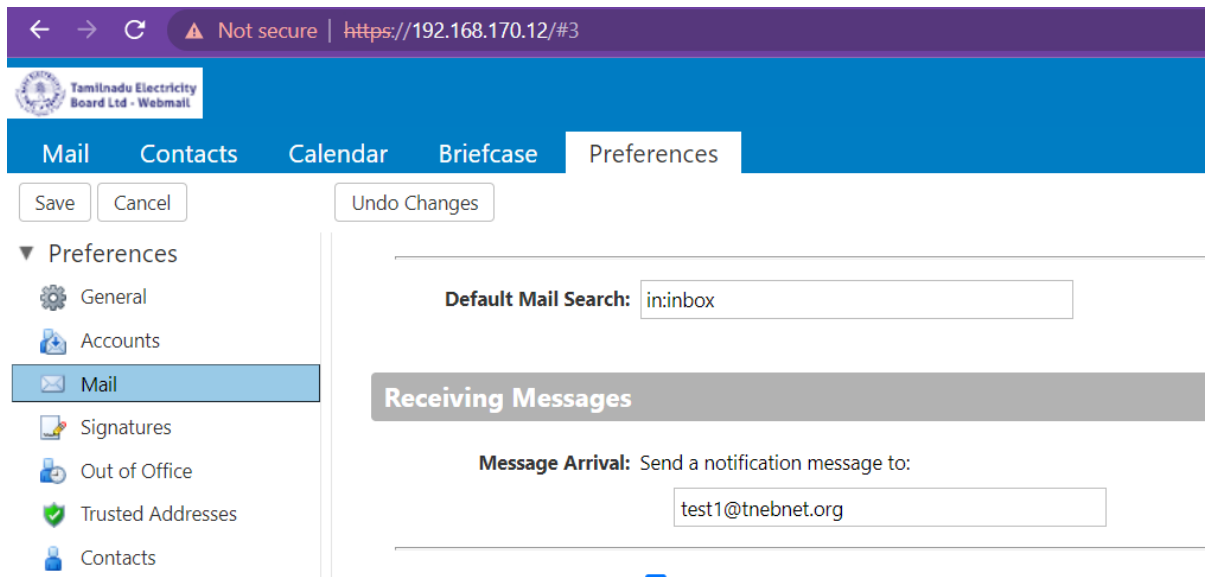 Not secure | https://192.168.170.12/#3
Tamilnadu Electricity
Board Ltd - Webmail
Mail Contacts Calendar Briefcase Preferences
Save Cancel Undo Changes
Preferences
General
Accounts
Mail
Signatures
Out of Office
Trusted Addresses
Contacts
Default Mail Search: in:inbox
Receiving Messages
Message Arrival: Send a notification message to:
test1@tnebnet.org